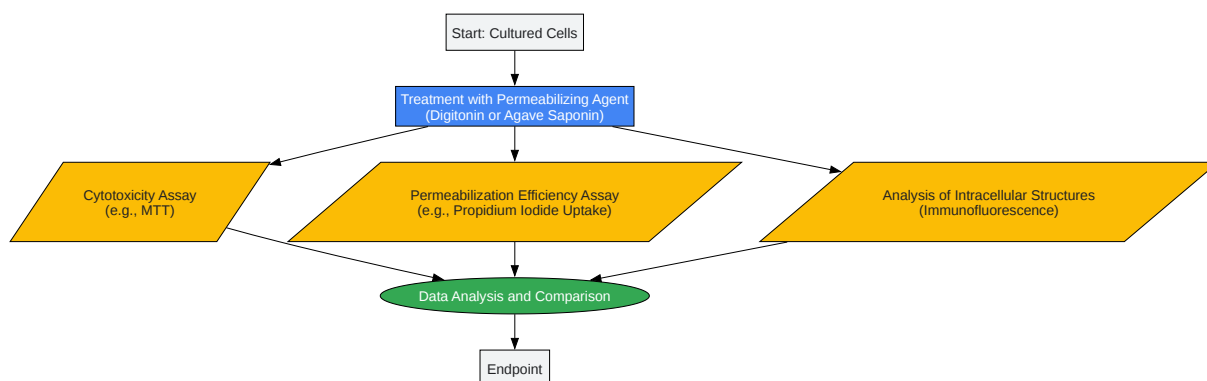 Start: Cultured Cells
Treatment with Permeabilizing Agent
(Digitonin or Agave Saponin)
Cytotoxicity Assay
(e.g., MTT)
Permeabilization Efficiency Assay
(e.g., Propidium Iodide Uptake)
Analysis of Intracellular Structures
(Immunofluorescence)
Data Analysis and Comparison
Endpoint